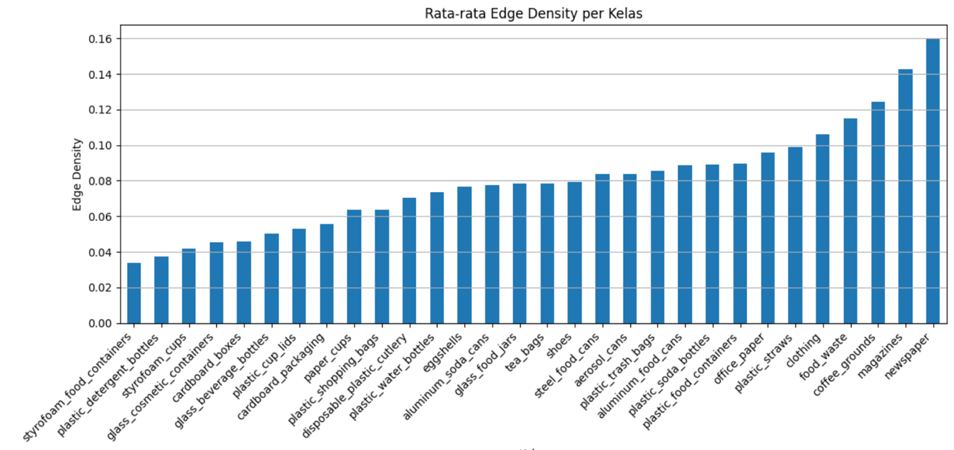 Rata-rata Edge Density per Kelas
Edge Density
0.16
0.14
0.12
0.10
0.08
0.06
0.04
0.02
0.00
styrofoam_food_containers
plastic_detergent_bottles
styrofoam_cups
glass_cosmetic_containers
cardboard_boxes
glass_beverage_bottles
plastic_cup_lids
cardboard_packaging
paper_cups
plastic_shopping_bags
disposable_plastic_cutlery
plastic_water_bottles
eggshells
aluminum_soda_cans
glass_food_jars
tea_bags
shoes
steel_food_cans
aerosol_cans
plastic_trash_bags
aluminum_food_cans
plastic_soda_bottles
plastic_food_containers
office_paper
plastic_straws
clothing
food_waste
coffee_grounds
magazines
newspaper